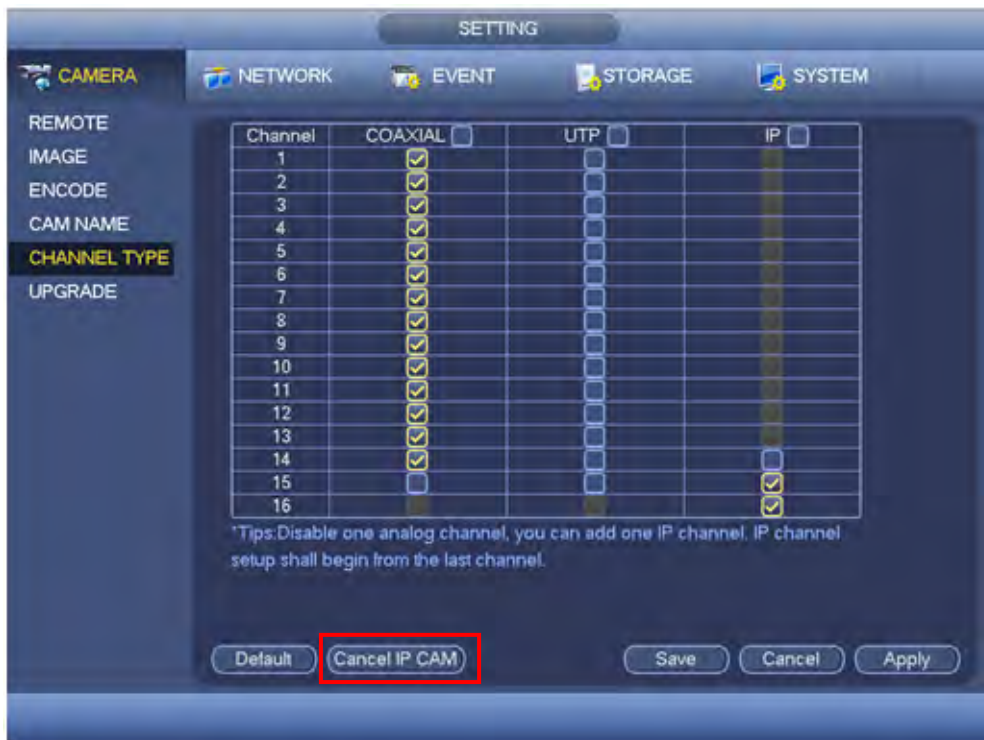 SETTING
CAMERA NETWORK EVENT STORAGE SYSTEM
REMOTE
IMAGE
ENCODE
CAM NAME
CHANNEL TYPE
UPGRADE
Channel COAXIAL UTP IP
1
2
3
4
5
6
7
8
9
10
11
12
13
14
15
16
*Tips:Disable one analog channel, you can add one IP channel. IP channel
setup shall begin from the last channel.
Default Cancel IP CAM Save Cancel Apply